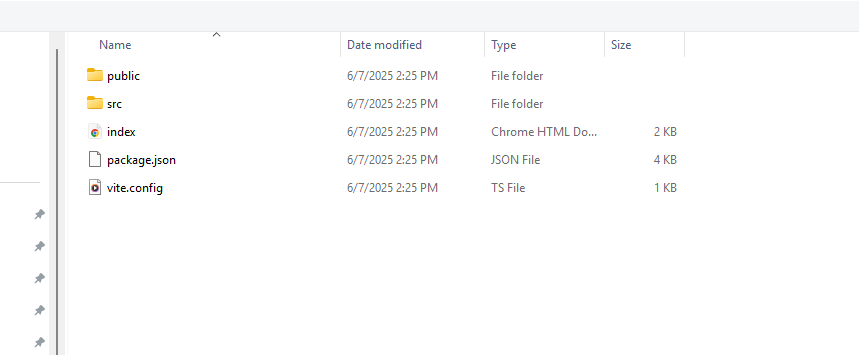 Name Date modified Type Size
public 6/7/2025 2:25 PM File folder
src 6/7/2025 2:25 PM File folder
index 6/7/2025 2:25 PM Chrome HTML Do... 2 KB
package.json 6/7/2025 2:25 PM JSON File 4 KB
vite.config 6/7/2025 2:25 PM TS File 1 KB